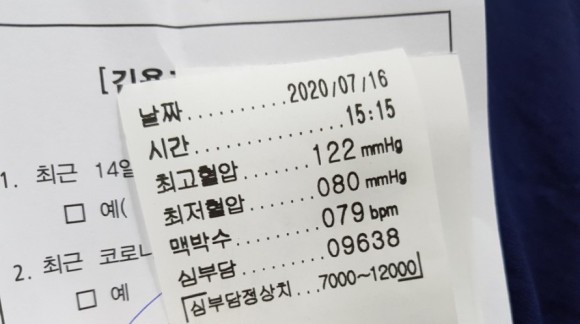 날짜..........2020/07/16
시간..............15:15
최고혈압.......122 mmHg
최저혈압.......080 mmHg
맥박수.........079 bpm
심부담.........09638
심부담정상치...7000~12000
1. 최근 14일
□ 예(
2. 최근 코로나
□ 예